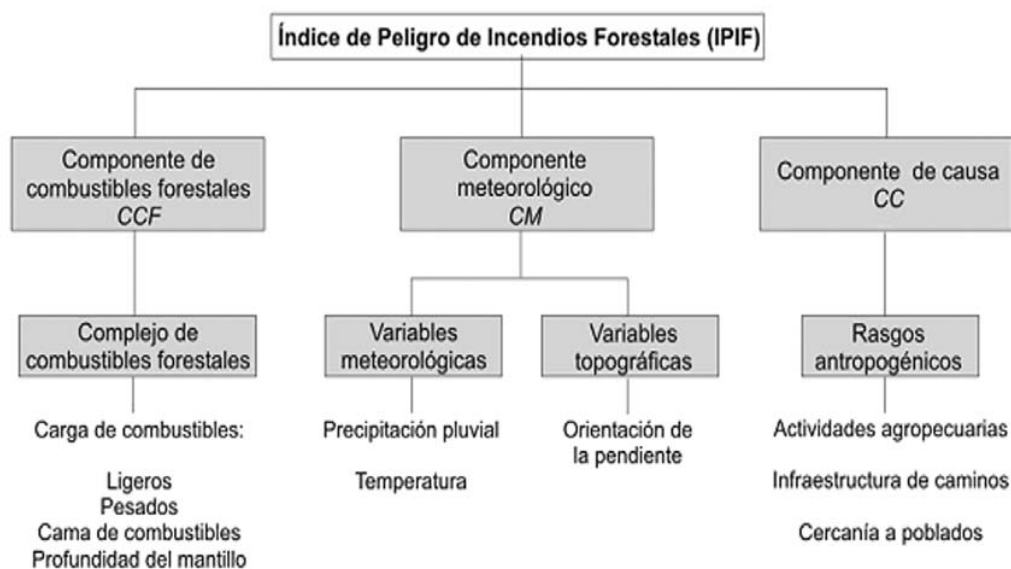 Índice de Peligro de Incendios Forestales (IPIF)
Componente de
combustibles forestales
CCF
Componente
meteorológico
CM
Componente de causa
CC
Complejo de
combustibles forestales
Variables
meteorológicas
Variables
topográficas
Rasgos
antropogénicos
Carga de combustibles:
Ligeros
Pesados
Cama de combustibles
Profundidad del mantillo
Precipitación pluvial
Temperatura
Orientación de
la pendiente
Actividades agropecuarias
Infraestructura de caminos
Cercanía a poblados